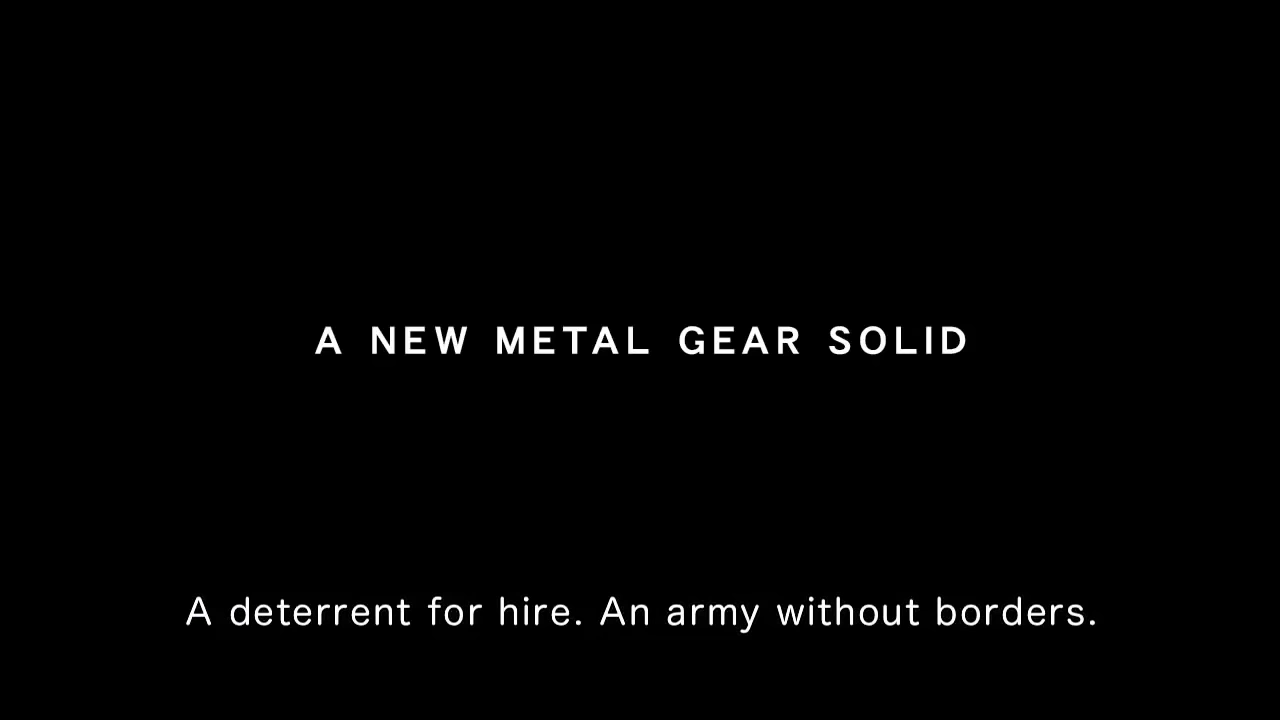 A NEW METAL GEAR SOLID
A deterrent for hire. An army without borders.